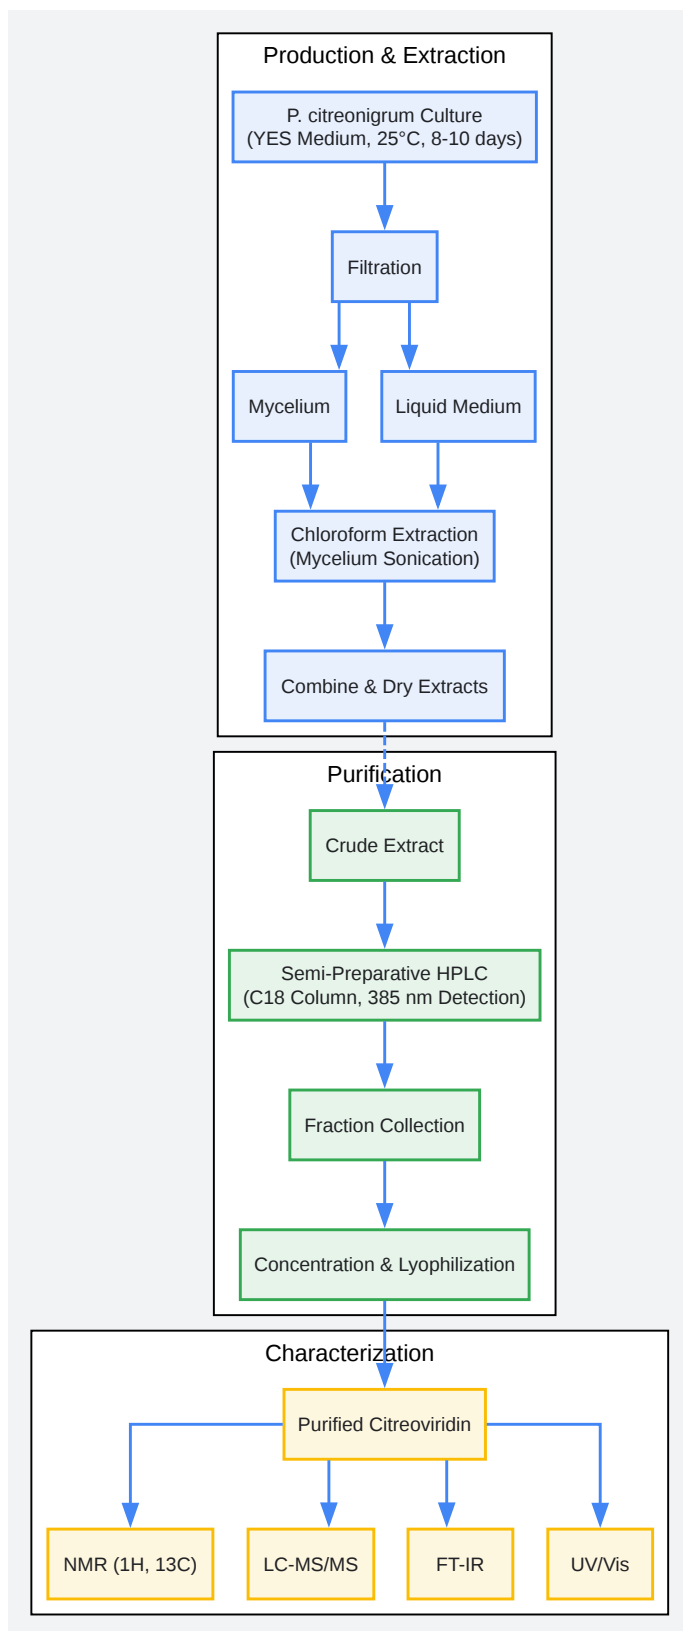 Production & Extraction
P. citreonigrum Culture
(YES Medium, 25°C, 8-10 days)
Filtration
Mycelium
Liquid Medium
Chloroform Extraction
(Mycelium Sonication)
Combine & Dry Extracts
Purification
Crude Extract
Semi-Preparative HPLC
(C18 Column, 385 nm Detection)
Fraction Collection
Concentration & Lyophilization
Characterization
Purified Citreoviridin
NMR (1H, 13C)
LC-MS/MS
FT-IR
UV/Vis